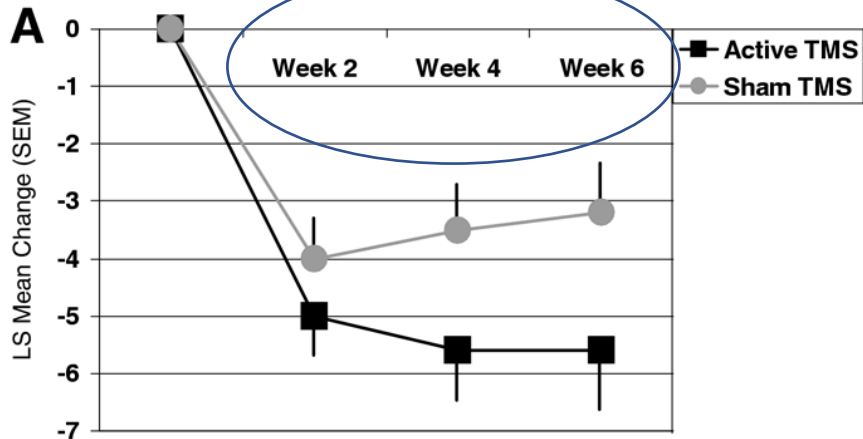 A
0
Week 2 Week 4 Week 6
-1
-2
-3
-4
-5
-6
-7
LS Mean Change (SEM)
Active TMS
Sham TMS